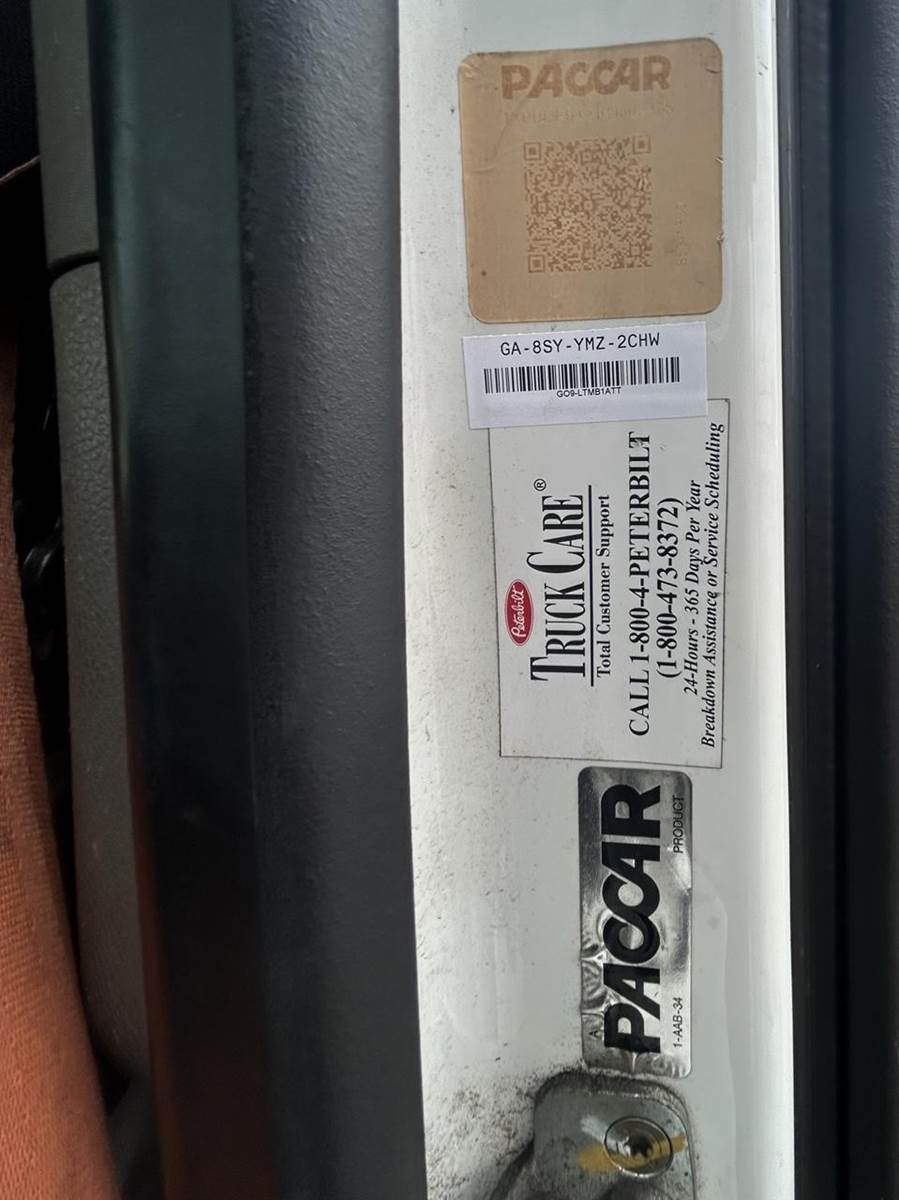 PACCAR
GA-8SY-YMZ-2CHW
GO9-LTMB1ATT
Peterbilt
TRUCK CARE®
Total Customer Support
CALL 1-800-4-PETERBILT
(1-800-473-8372)
24-Hours - 365 Days Per Year
Breakdown Assistance or Service Scheduling
A
PACCAR
1-AAB-34 PRODUCT